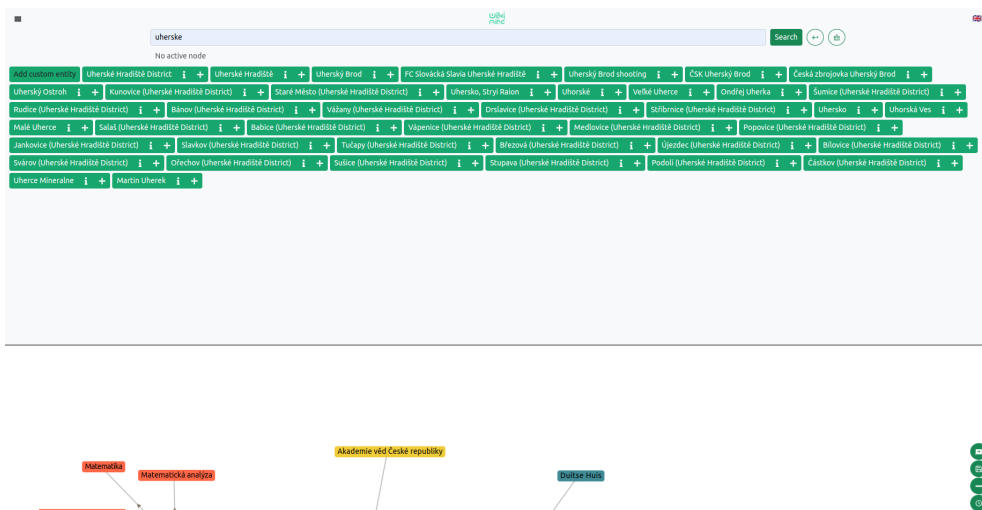 wiki
mind
uherske
Search
No active node
Add custom entity Uherské Hradiště District Uherské Hradiště Uherský Brod FC Slovácká Slavia Uherské Hradiště Uherský Brod shooting ČSK Uherský Brod Česká zbrojovka Uherský Brod
Uherský Ostroh Kunovice (Uherské Hradiště District) Staré Město (Uherské Hradiště District) Uhersko, Stryi Raion Uhorské Veľké Uherce Ondřej Uherka Šumice (Uherské Hradiště District)
Rudice (Uherské Hradiště District) Bánov (Uherské Hradiště District) Vážany (Uherské Hradiště District) Drslavice (Uherské Hradiště District) Stříbrnice (Uherské Hradiště District) Uhersko Uhorská Ves
Malé Uherce Salaš (Uherské Hradiště District) Babice (Uherské Hradiště District) Vápenice (Uherské Hradiště District) Medlovice (Uherské Hradiště District) Popovice (Uherské Hradiště District)
Jankovice (Uherské Hradiště District) Slavkov (Uherské Hradiště District) Tučapy (Uherské Hradiště District) Březová (Uherské Hradiště District) Újezdec (Uherské Hradiště District) Bílovice (Uherské Hradiště District)
Svárov (Uherské Hradiště District) Ořechov (Uherské Hradiště District) Sušice (Uherské Hradiště District) Stupava (Uherské Hradiště District) Podolí (Uherské Hradiště District) Částkov (Uherské Hradiště District)
Uherce Mineralne Martin Uherek
Akademie věd České republiky
Matematika
Matematická analýza
Duitse Huis